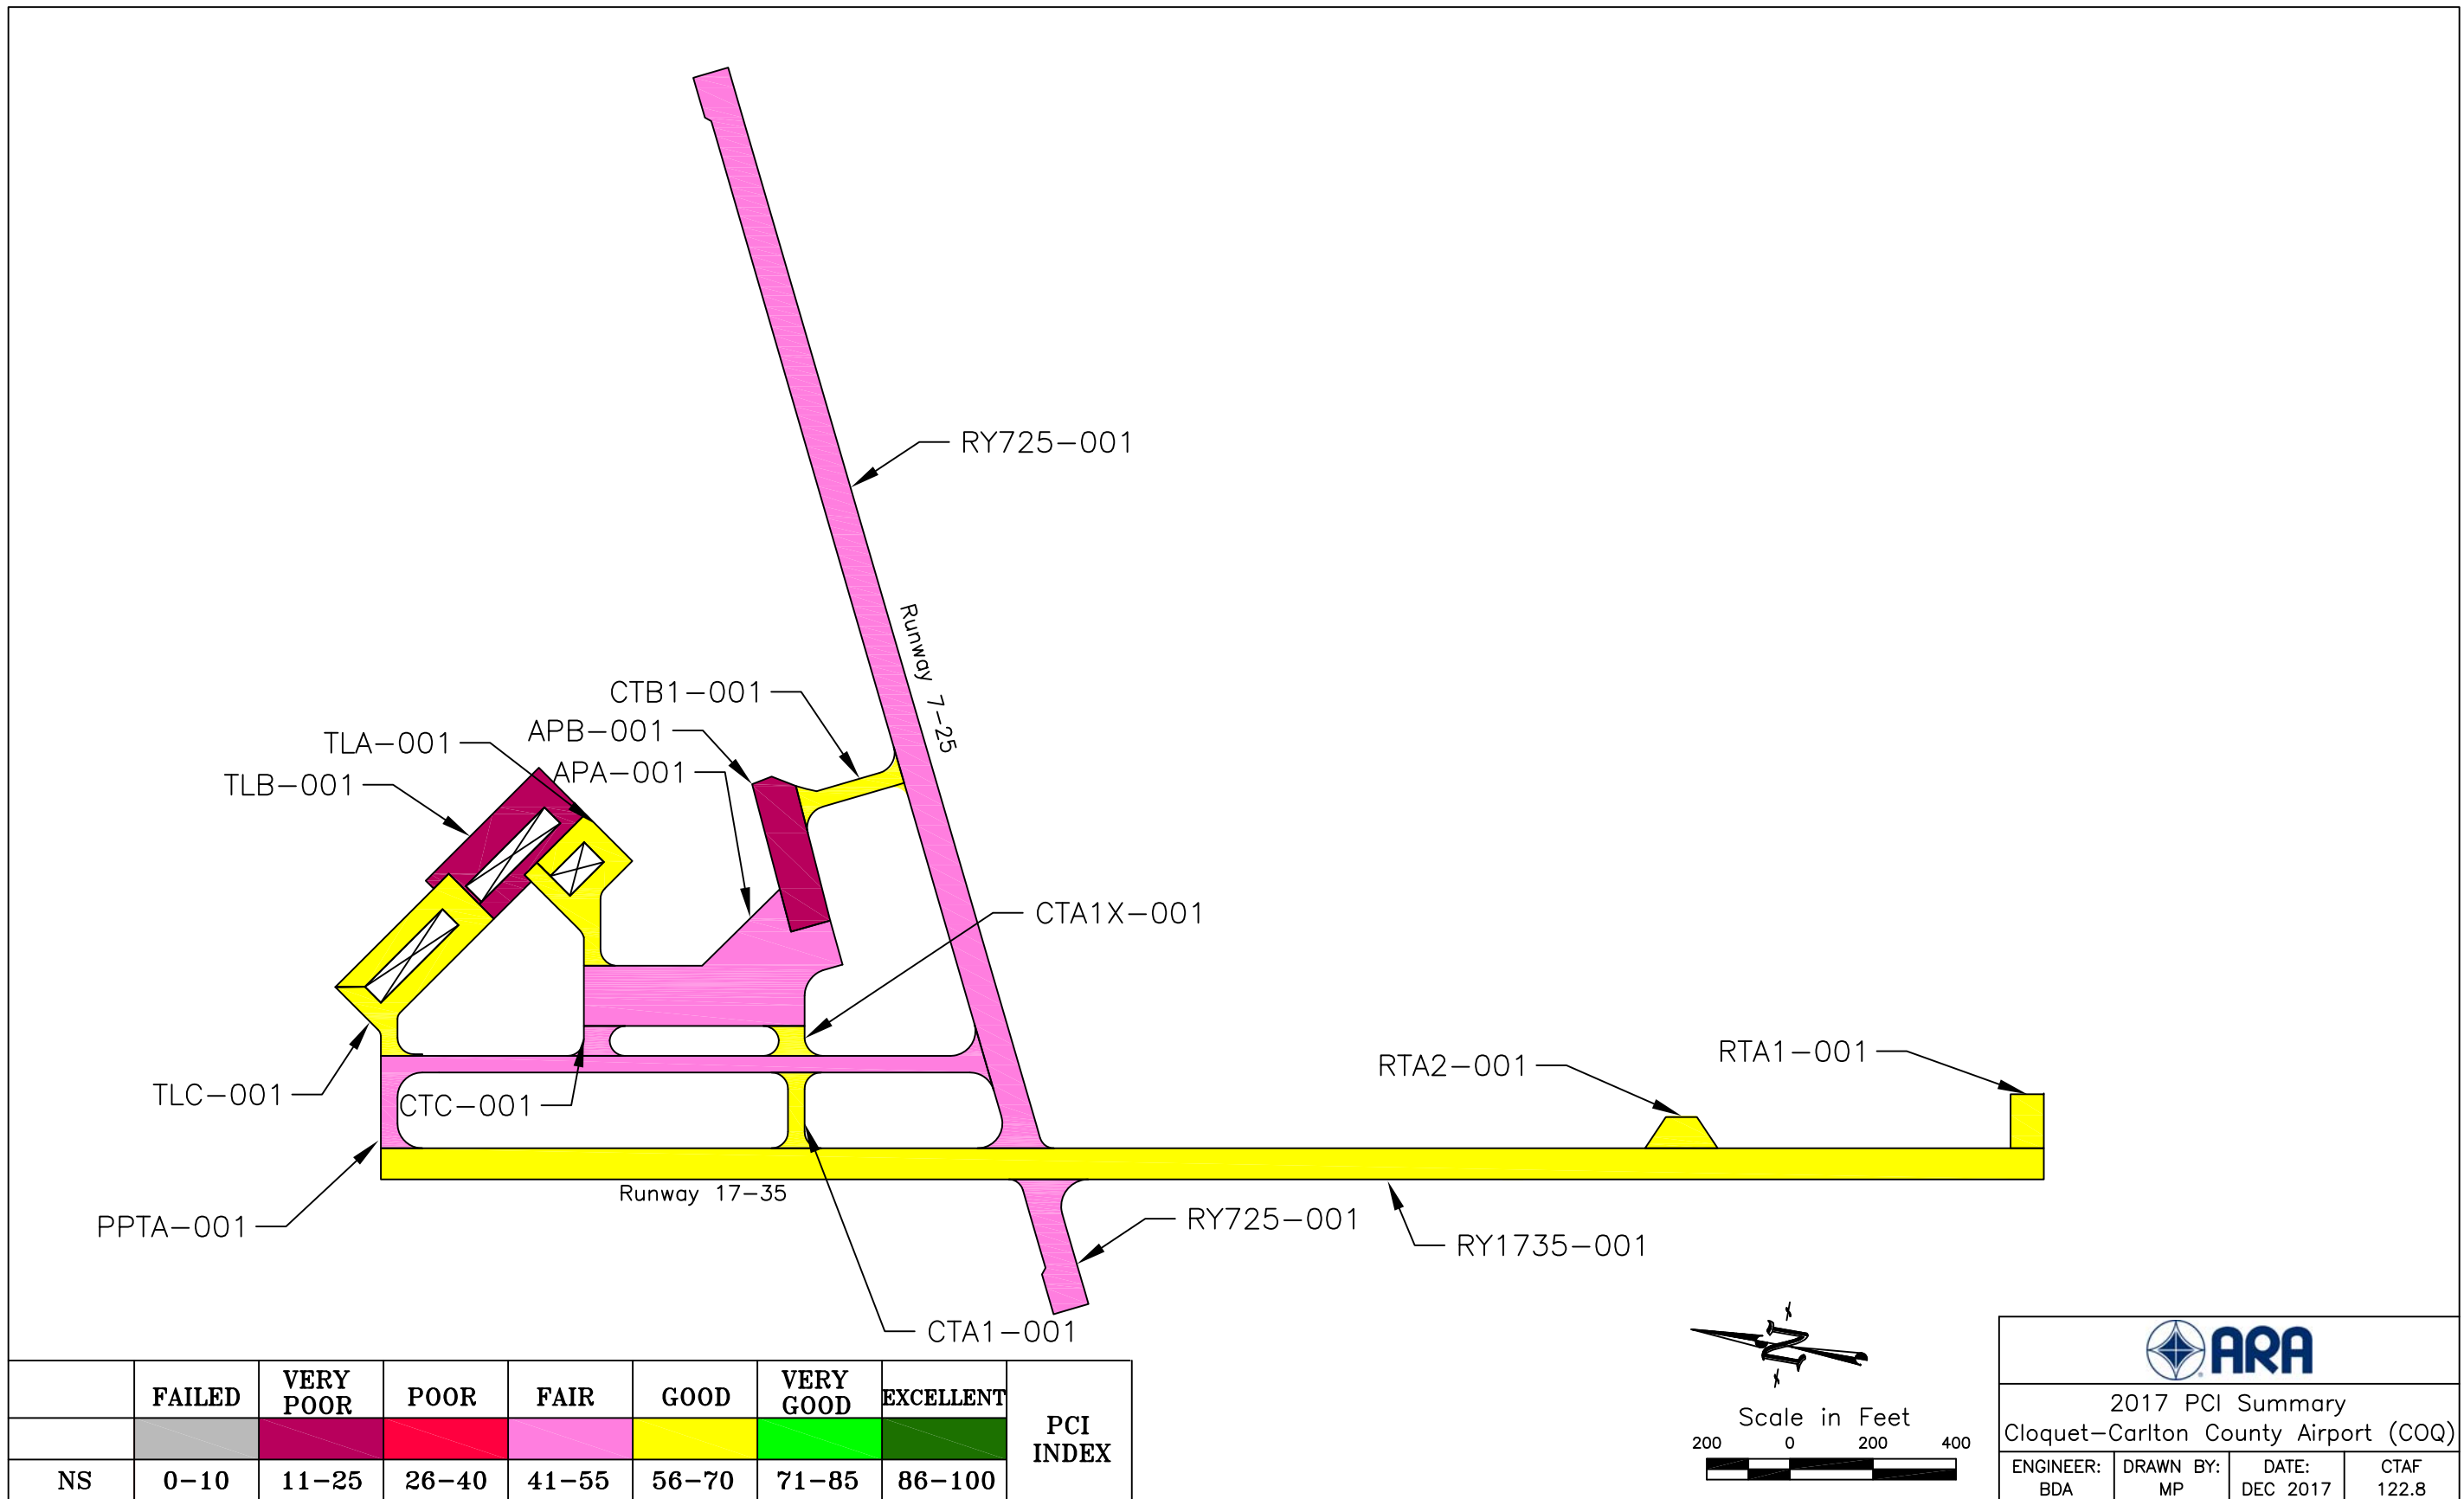 RY725-001
Runway 7-25
CTB1-001
APB-001
TLA-001
APA-001
TLB-001
CTA1X-001
RTA1-001
RTA2-001
TLC-001
CTC-001
Runway 17-35
RY725-001
PPTA-001
RY1735-001
CTA1-001
N
Scale in Feet
200 0 200 400
FAILED VERY POOR POOR FAIR GOOD VERY GOOD EXCELLENT PCI INDEX
NS 0-10 11-25 26-40 41-55 56-70 71-85 86-100
ARA
2017 PCI Summary
Cloquet-Carlton County Airport (COQ)
ENGINEER: DRAWN BY: DATE: CTAF
BDA MP DEC 2017 122.8